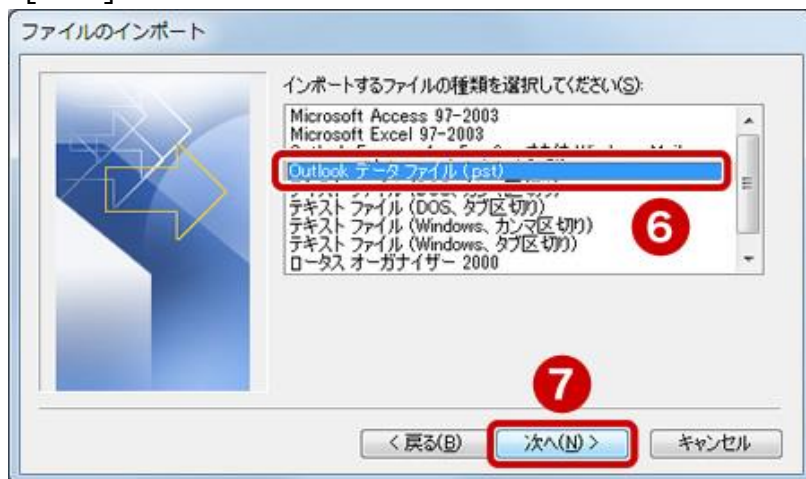 ファイルのインポート
インポートするファイルの種類を選択してください(S):
Microsoft Access 97-2003
Microsoft Excel 97-2003
Outlook データ ファイル (pst)
テキスト ファイル (DOS、タブ区切り)
テキスト ファイル (Windows、カンマ区切り)
テキスト ファイル (Windows、タブ区切り)
ロータス オーガナイザー 2000
6
7
< 戻る(B)
次へ(N) >
キャンセル